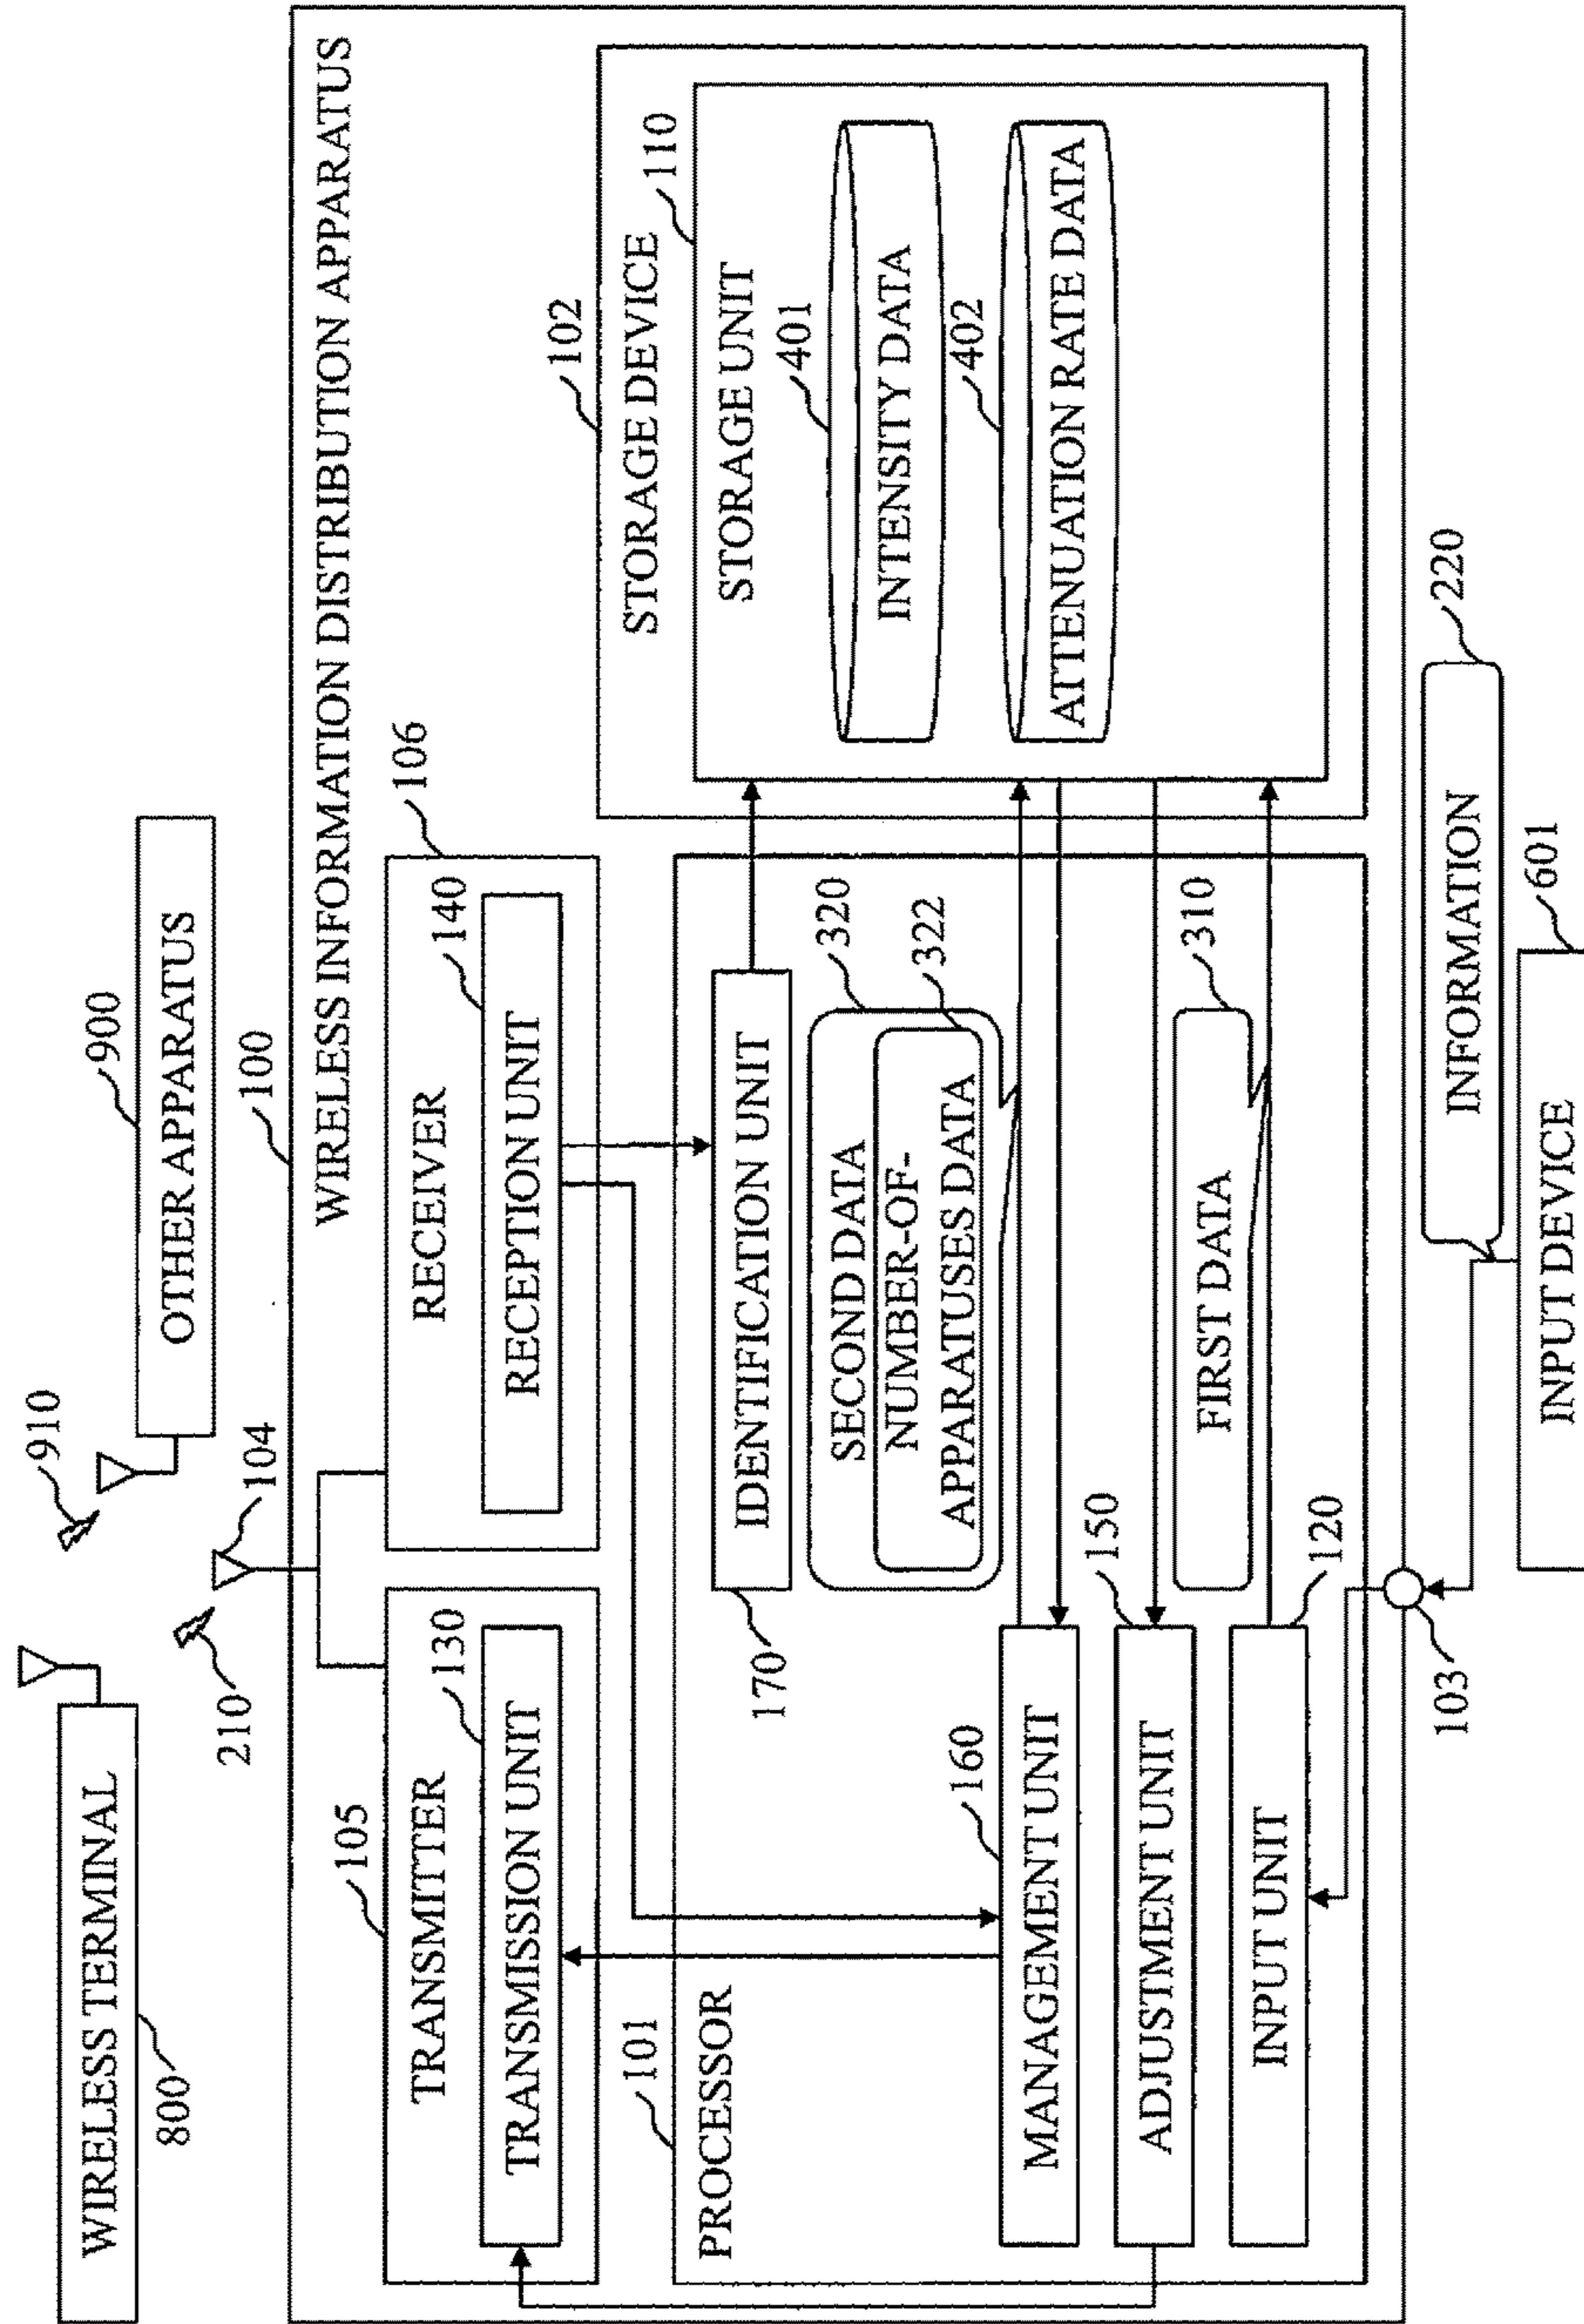 WIRELESS TERMINAL
800
910
900
OTHER APPARATUS
210
104
100
WIRELESS INFORMATION DISTRIBUTION APPARATUS
105
TRANSMITTER
130
TRANSMISSION UNIT
106
RECEIVER
140
RECEPTION UNIT
102
STORAGE DEVICE
110
STORAGE UNIT
401
INTENSITY DATA
402
ATTENUATION RATE DATA
101
PROCESSOR
170
IDENTIFICATION UNIT
320
SECOND DATA
322
NUMBER-OF-
APPARATUSES DATA
160
MANAGEMENT UNIT
150
ADJUSTMENT UNIT
310
FIRST DATA
120
INPUT UNIT
103
220
INFORMATION
601
INPUT DEVICE